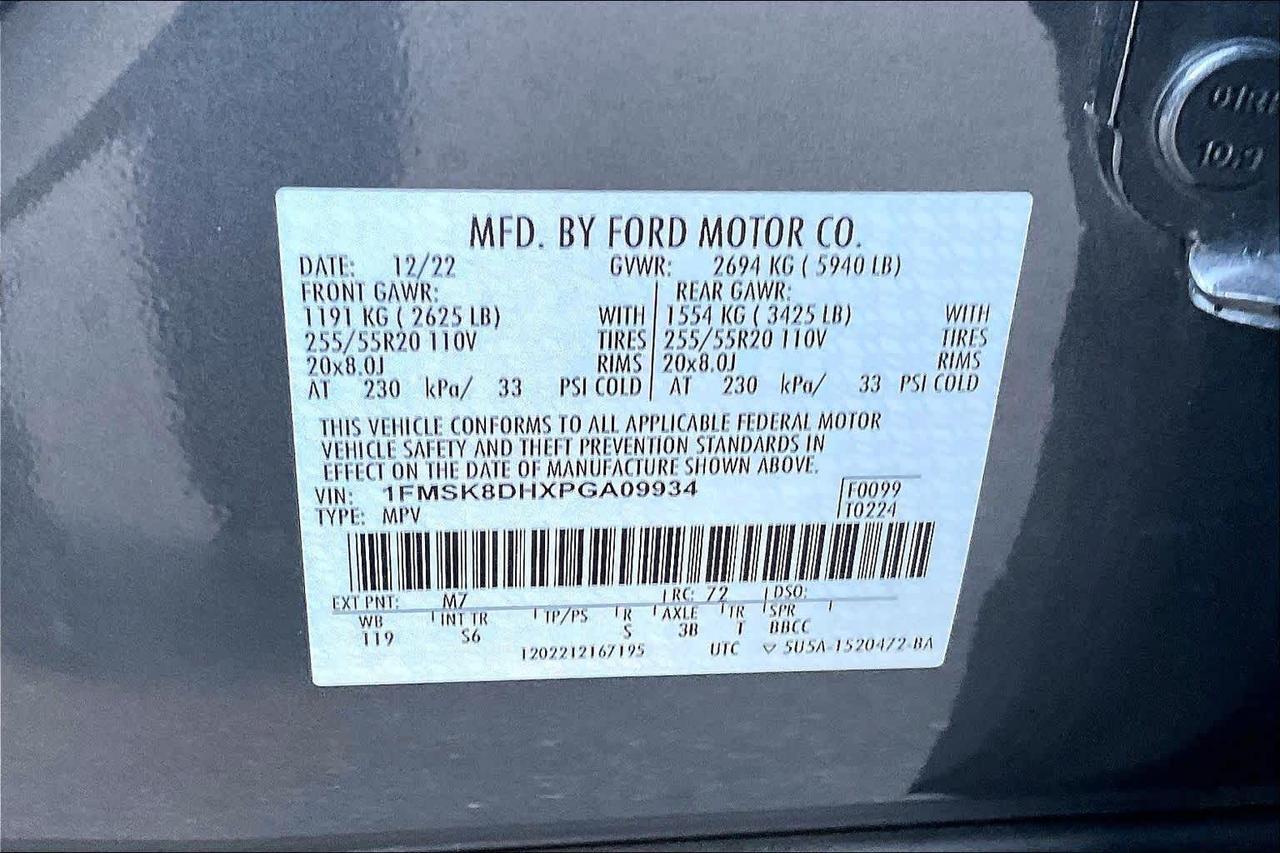 MFD. BY FORD MOTOR CO.
DATE: 12/22 GVWR: 2694 KG ( 5940 LB)
FRONT GAWR: REAR GAWR:
1191 KG ( 2625 LB) WITH 1554 KG ( 3425 LB) WITH
255/55R20 110V TIRES 255/55R20 110V TIRES
20x8.0J RIMS 20x8.0J RIMS
AT 230 kPa/ 33 PSI COLD AT 230 kPa/ 33 PSI COLD
THIS VEHICLE CONFORMS TO ALL APPLICABLE FEDERAL MOTOR
VEHICLE SAFETY AND THEFT PREVENTION STANDARDS IN
EFFECT ON THE DATE OF MANUFACTURE SHOWN ABOVE.
VIN: 1FMSK8DHXPGA09934 F0099
TYPE: MPV T0224
EXT PNT: M7 RC: 72 DSO:
WB INT TR TP/PS R AXLE TR SPR
119 S6 S 3B T BBCC
1202212167195 UTC ▽ 5U5A-1520472-BA
10.9